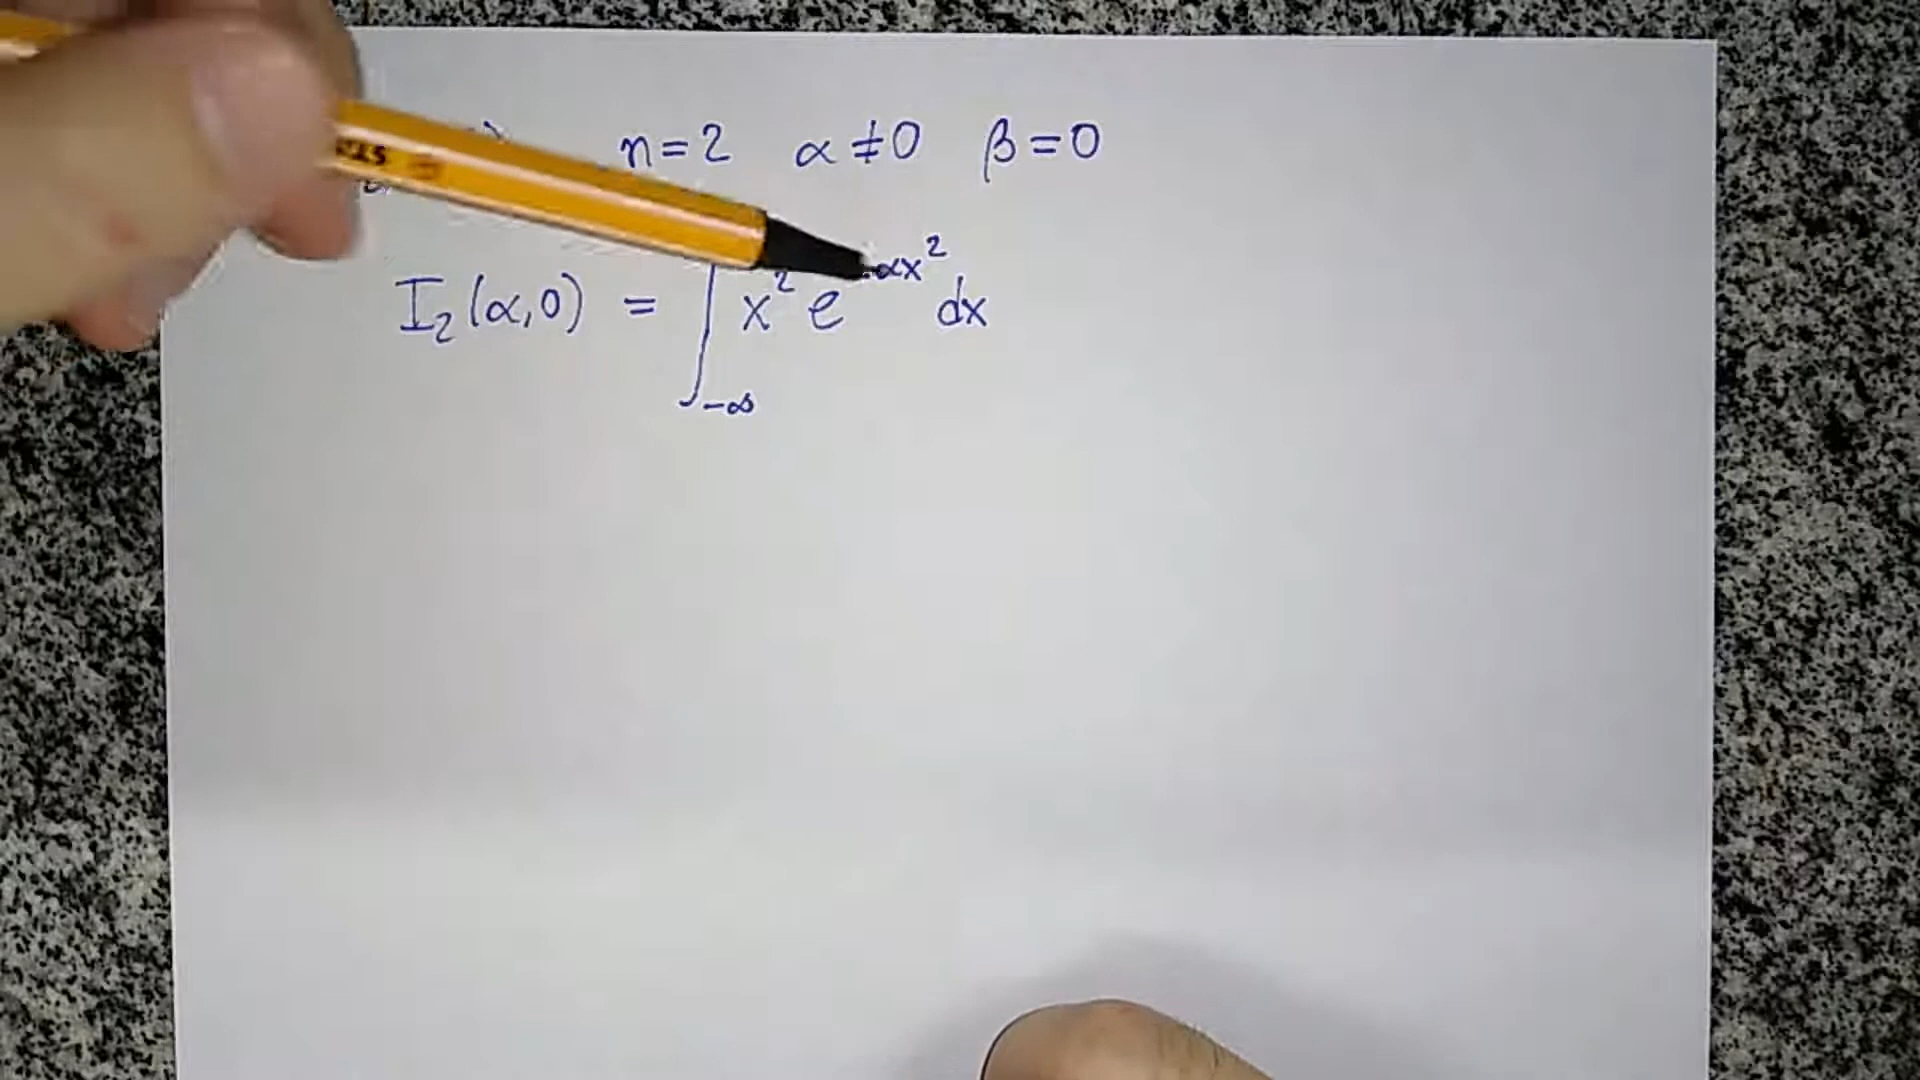 n=2 α≠0 β=0
I₂(α,0) = ∫₋∞ x² e^αx² dx